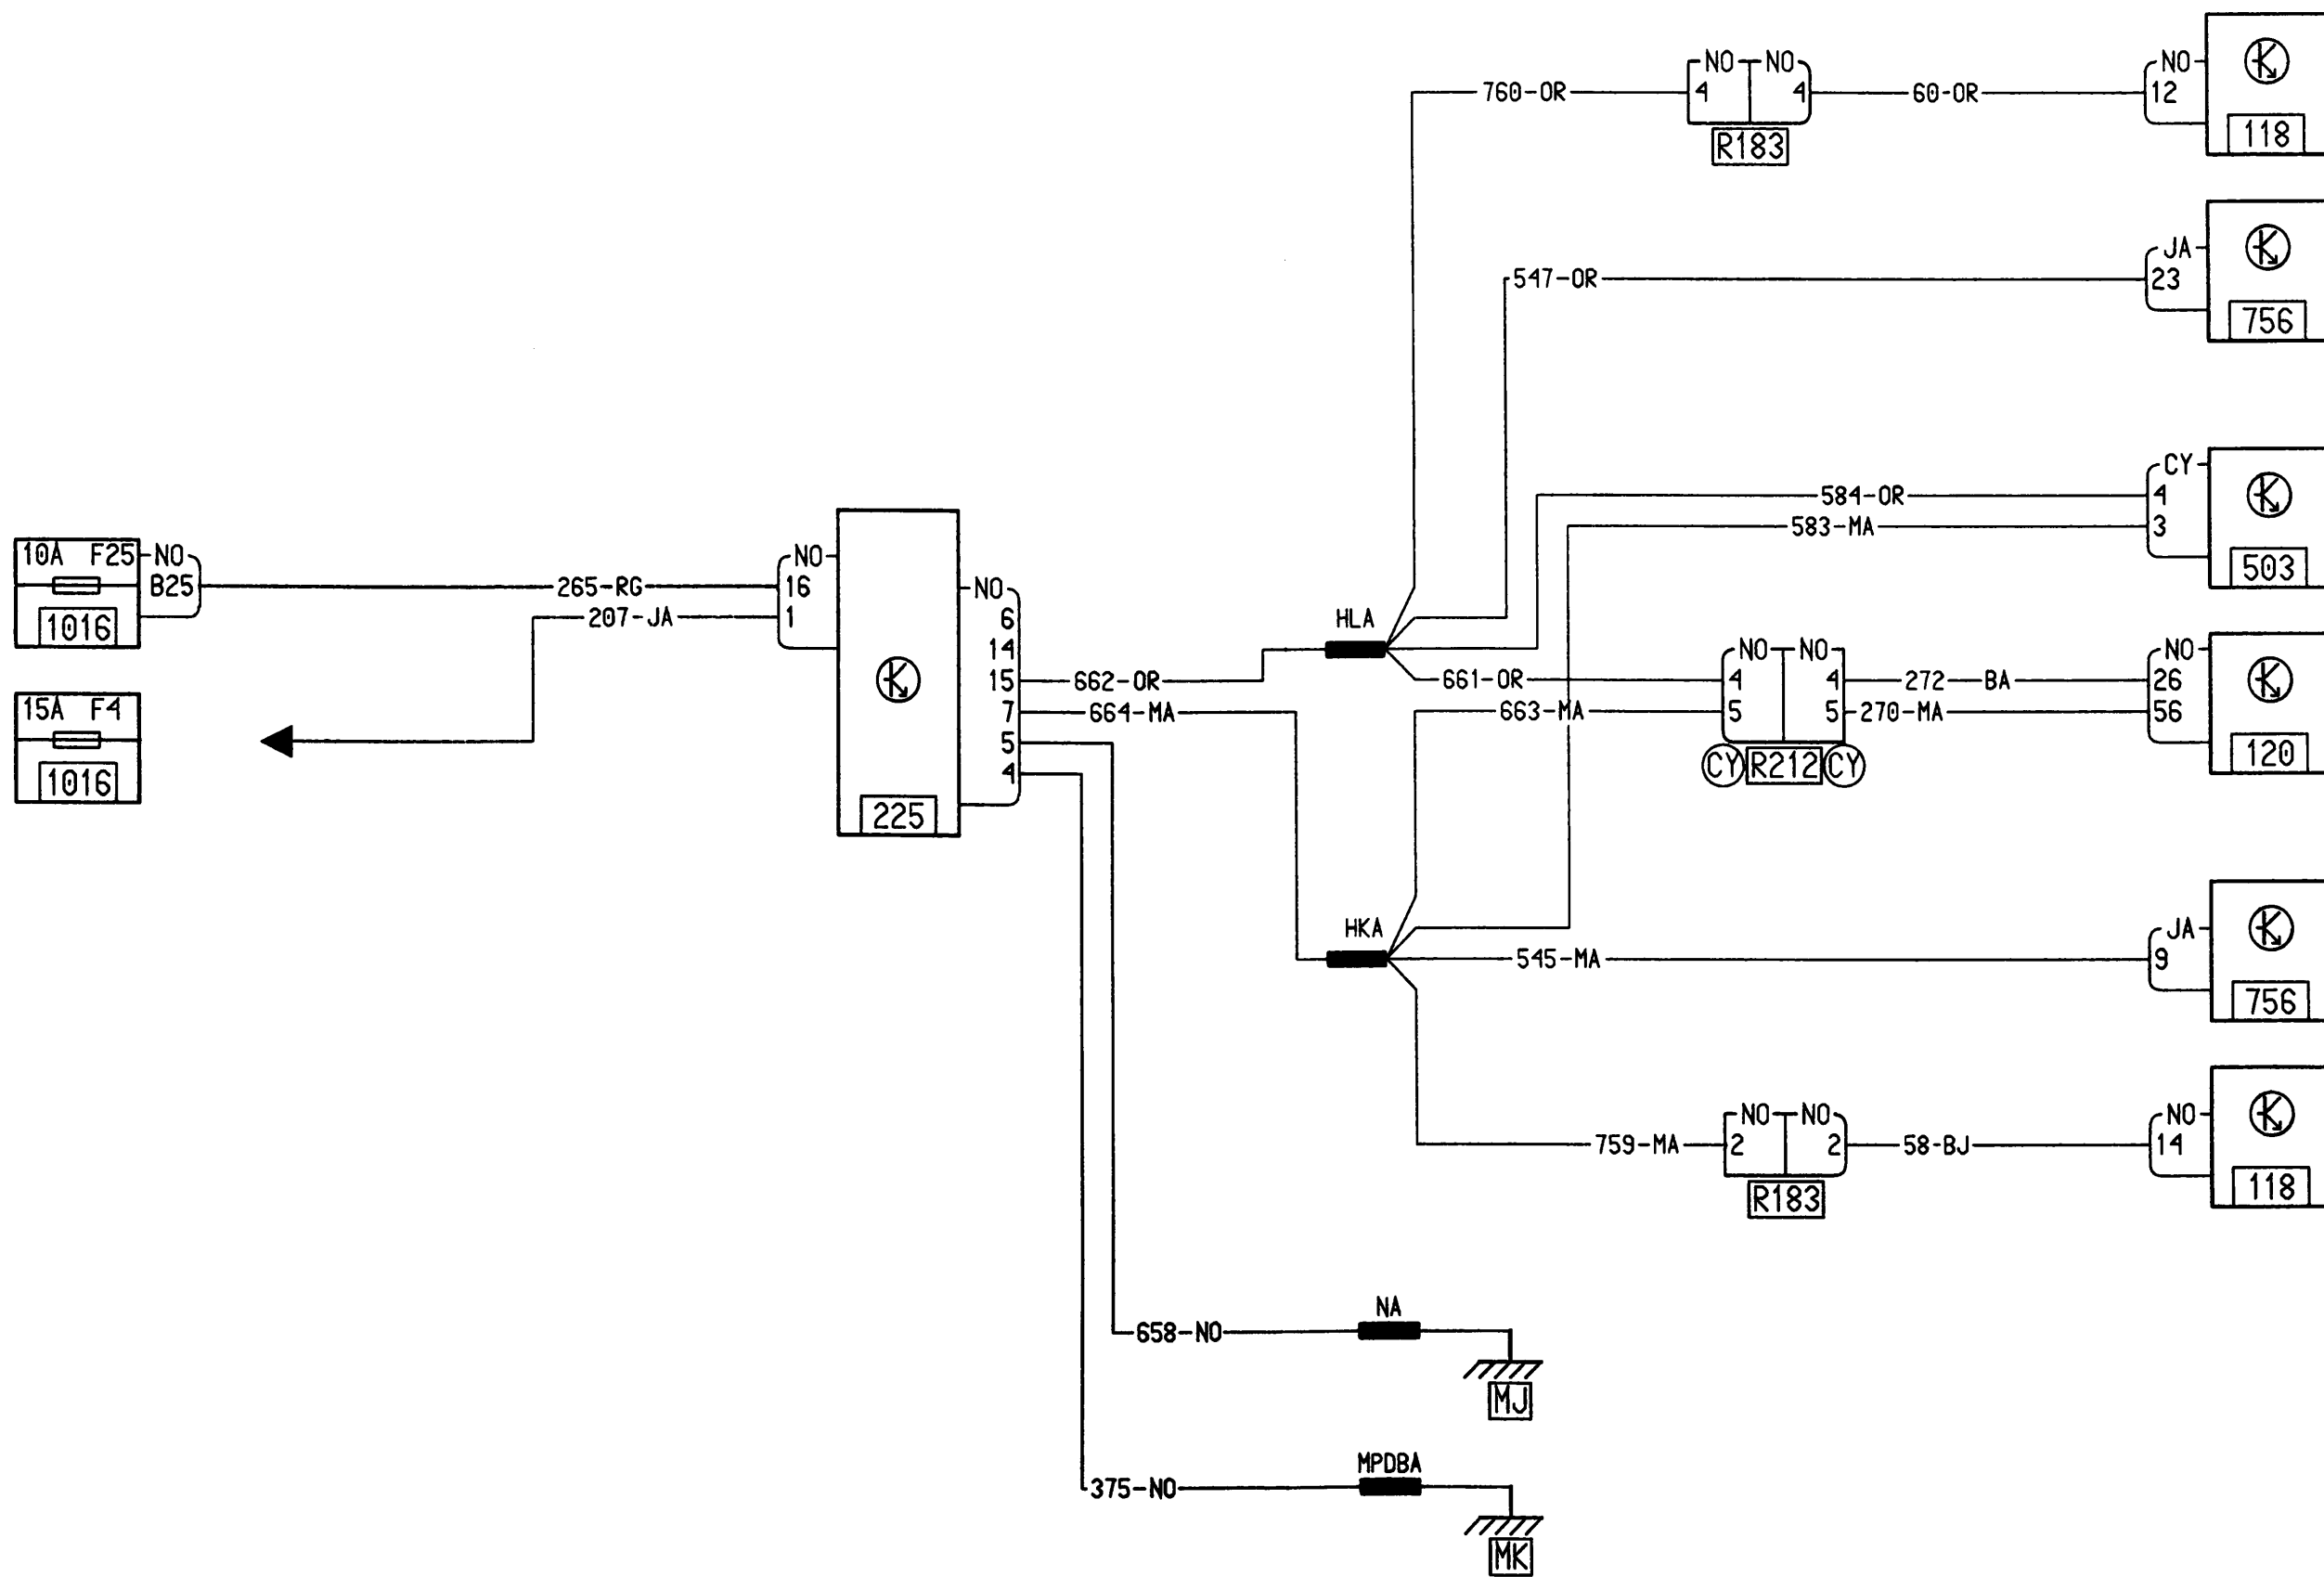 NO NO NO
760-OR 4 4 60-OR 12
R183 118
JA
547-OR 23
756
CY
584-OR 4
583-MA 3
503
10A F25 NO
B25 265-RG 16
NO
1016 207-JA 1
NO
6
14
15 662-OR
7 664-MA
5
4
225
15A F4
1016
HLA
NO NO NO
661-OR 4 4 272-BA 26
663-MA 5 5 270-MA 56
CY R212 CY 120
HKA JA
545-MA 9
756
NO NO NO
759-MA 2 2 58-BJ 14
R183 118
NA
658-NO
MJ
MPDBA
375-NO
MK